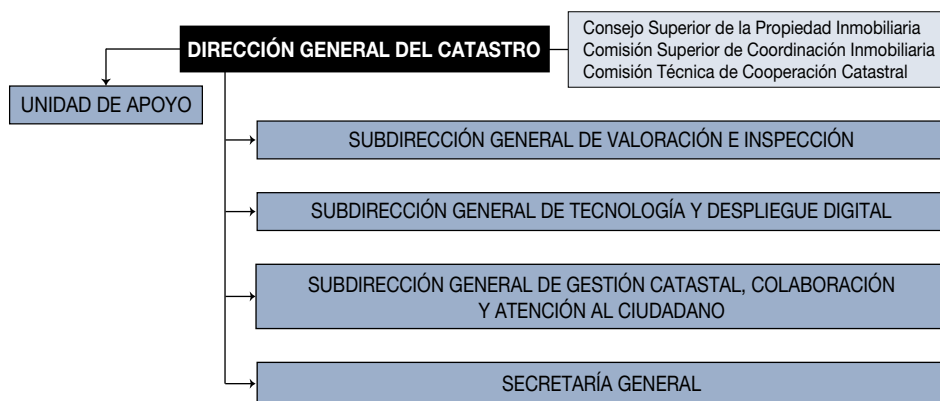 DIRECCIÓN GENERAL DEL CATASTRO
Consejo Superior de la Propiedad Inmobiliaria
Comisión Superior de Coordinación Inmobiliaria
Comisión Técnica de Cooperación Catastral
UNIDAD DE APOYO
SUBDIRECCIÓN GENERAL DE VALORACIÓN E INSPECCIÓN
SUBDIRECCIÓN GENERAL DE TECNOLOGÍA Y DESPLIEGUE DIGITAL
SUBDIRECCIÓN GENERAL DE GESTIÓN CATASTAL, COLABORACIÓN
Y ATENCIÓN AL CIUDADANO
SECRETARÍA GENERAL